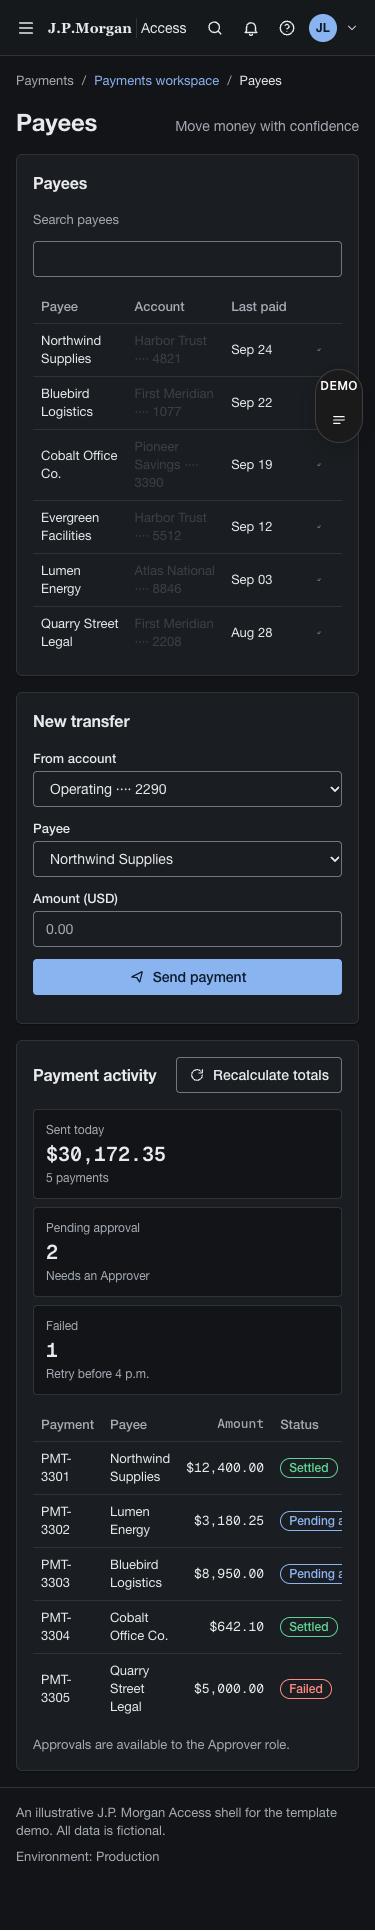 J.P.Morgan Access JL
Payments / Payments workspace / Payees
Payees Move money with confidence
Payees
Search payees
Payee Account Last paid
Northwind Supplies Harbor Trust ···· 4821 Sep 24
Bluebird Logistics First Meridian ···· 1077 Sep 22
DEMO
Cobalt Office Co. Pioneer Savings ···· 3390 Sep 19
Evergreen Facilities Harbor Trust ···· 5512 Sep 12
Lumen Energy Atlas National ···· 8846 Sep 03
Quarry Street Legal First Meridian ···· 2208 Aug 28
New transfer
From account
Operating ···· 2290
Payee
Northwind Supplies
Amount (USD)
0.00
Send payment
Payment activity Recalculate totals
Sent today
$30,172.35
5 payments
Pending approval
2
Needs an Approver
Failed
1
Retry before 4 p.m.
Payment Payee Amount Status
PMT-3301 Northwind Supplies $12,400.00 Settled
PMT-3302 Lumen Energy $3,180.25 Pending a
PMT-3303 Bluebird Logistics $8,950.00 Pending a
PMT-3304 Cobalt Office Co. $642.10 Settled
PMT-3305 Quarry Street Legal $5,000.00 Failed
Approvals are available to the Approver role.
An illustrative J.P. Morgan Access shell for the template
demo. All data is fictional.
Environment: Production